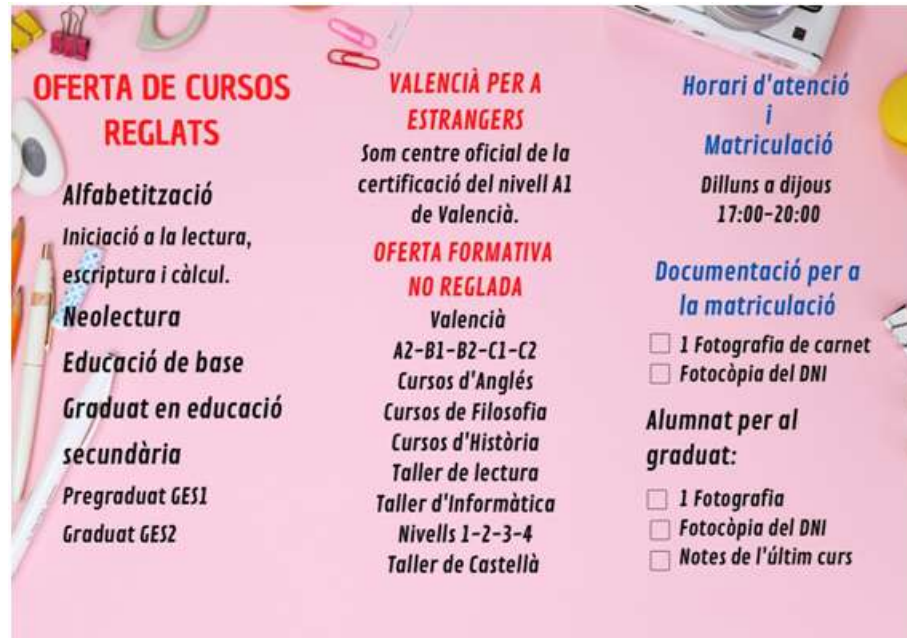 OFERTA DE CURSOS
REGLATS
Alfabetització
Iniciació a la lectura,
escriptura i càlcul.
Neolectura
Educació de base
Graduat en educació
secundària
Pregraduat GES1
Graduat GES2
VALENCIÀ PER A
ESTRANGERS
Som centre oficial de la
certificació del nivell A1
de Valencià.
OFERTA FORMATIVA
NO REGLADA
Valencià
A2-B1-B2-C1-C2
Cursos d'Anglés
Cursos de Filosofia
Cursos d'Història
Taller de lectura
Taller d'Informàtica
Nivells 1-2-3-4
Taller de Castellà
Horari d'atenció
i
Matriculació
Dilluns a dijous
17:00-20:00
Documentació per a
la matriculació
1 Fotografia de carnet
Fotocòpia del DNI
Alumnat per al
graduat:
1 Fotografia
Fotocòpia del DNI
Notes de l'últim curs